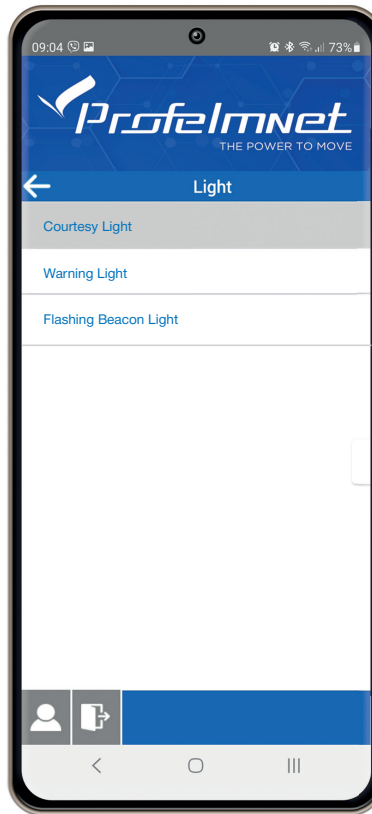 09:04 73%
Profelmnet
THE POWER TO MOVE
Light
Courtesy Light
Warning Light
Flashing Beacon Light